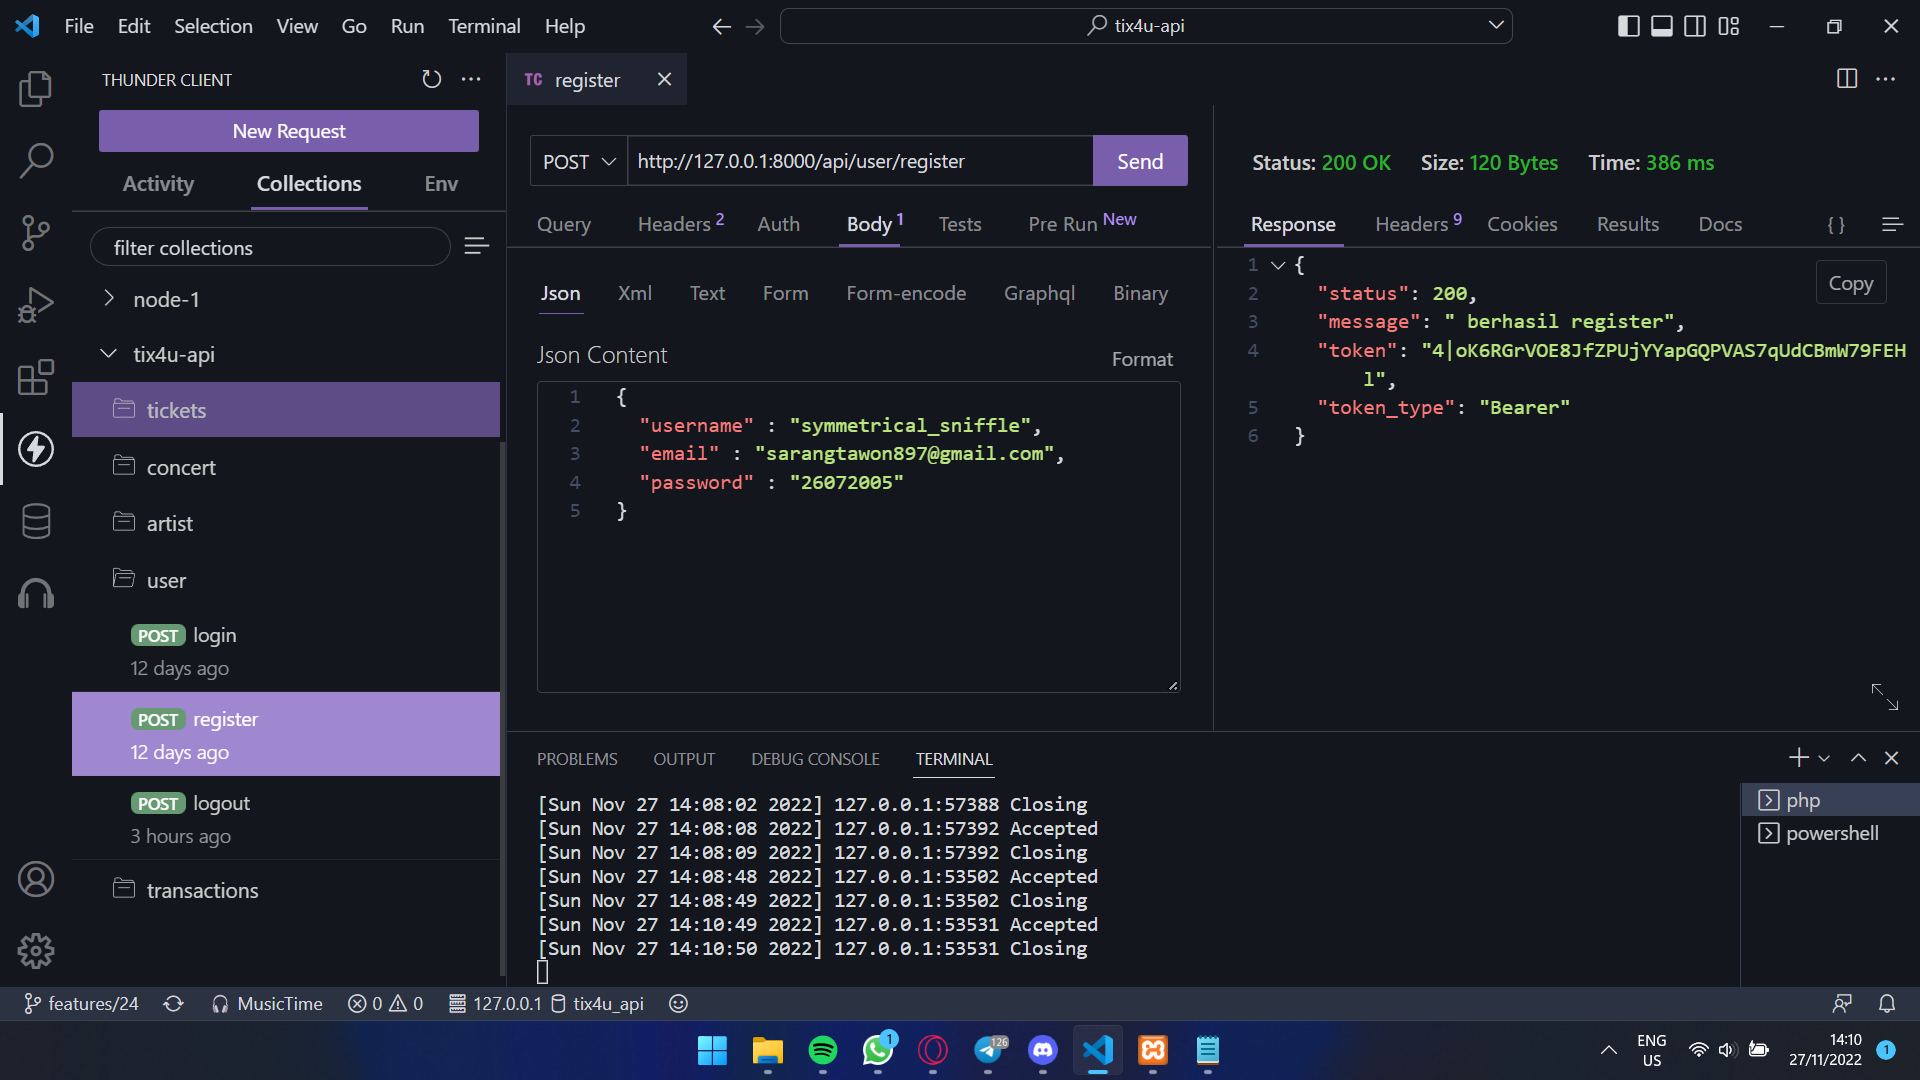 File Edit Selection View Go Run Terminal Help
tix4u-api
THUNDER CLIENT
New Request
Activity Collections Env
filter collections
node-1
tix4u-api
tickets
concert
artist
user
POST login
12 days ago
POST register
12 days ago
POST logout
3 hours ago
transactions
TC register
POST http://127.0.0.1:8000/api/user/register Send
Query Headers 2 Auth Body 1 Tests Pre Run New
Json Xml Text Form Form-encode Graphql Binary
Json Content Format
1 {
2 "username" : "symmetrical_sniffle",
3 "email" : "sarangtawon897@gmail.com",
4 "password" : "26072005"
5 }
Status: 200 OK Size: 120 Bytes Time: 386 ms
Response Headers 9 Cookies Results Docs { }
Copy
1 {
2 "status": 200,
3 "message": " berhasil register",
4 "token": "4|oK6RGrVOE8JfZPUjYYapGQPVAS7qUdCBmW79FEH
l",
5 "token_type": "Bearer"
6 }
PROBLEMS OUTPUT DEBUG CONSOLE TERMINAL
[Sun Nov 27 14:08:02 2022] 127.0.0.1:57388 Closing
[Sun Nov 27 14:08:08 2022] 127.0.0.1:57392 Accepted
[Sun Nov 27 14:08:09 2022] 127.0.0.1:57392 Closing
[Sun Nov 27 14:08:48 2022] 127.0.0.1:53502 Accepted
[Sun Nov 27 14:08:49 2022] 127.0.0.1:53502 Closing
[Sun Nov 27 14:10:49 2022] 127.0.0.1:53531 Accepted
[Sun Nov 27 14:10:50 2022] 127.0.0.1:53531 Closing
php
powershell
features/24 MusicTime 0 0 127.0.0.1 tix4u_api
1 126
ENG
US
14:10
27/11/2022
1